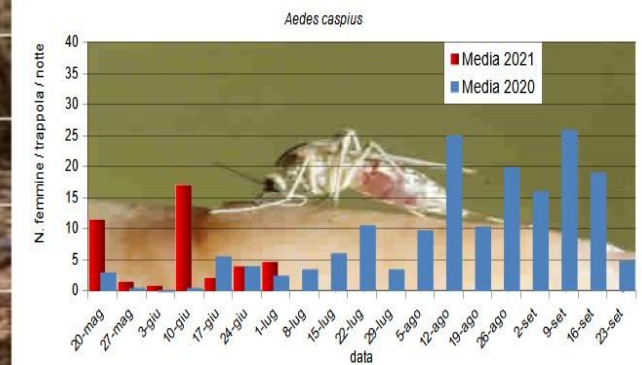 Aedes caspius
N. femmine / trappola / notte
40
35
30
25
20
15
10
5
0
Media 2021
Media 2020
20-mag
27-mag
3-giu
10-giu
17-giu
24-giu
1-lug
8-lug
15-lug
22-lug
29-lug
5-ago
12-ago
19-ago
26-ago
2-set
9-set
16-set
23-set
data